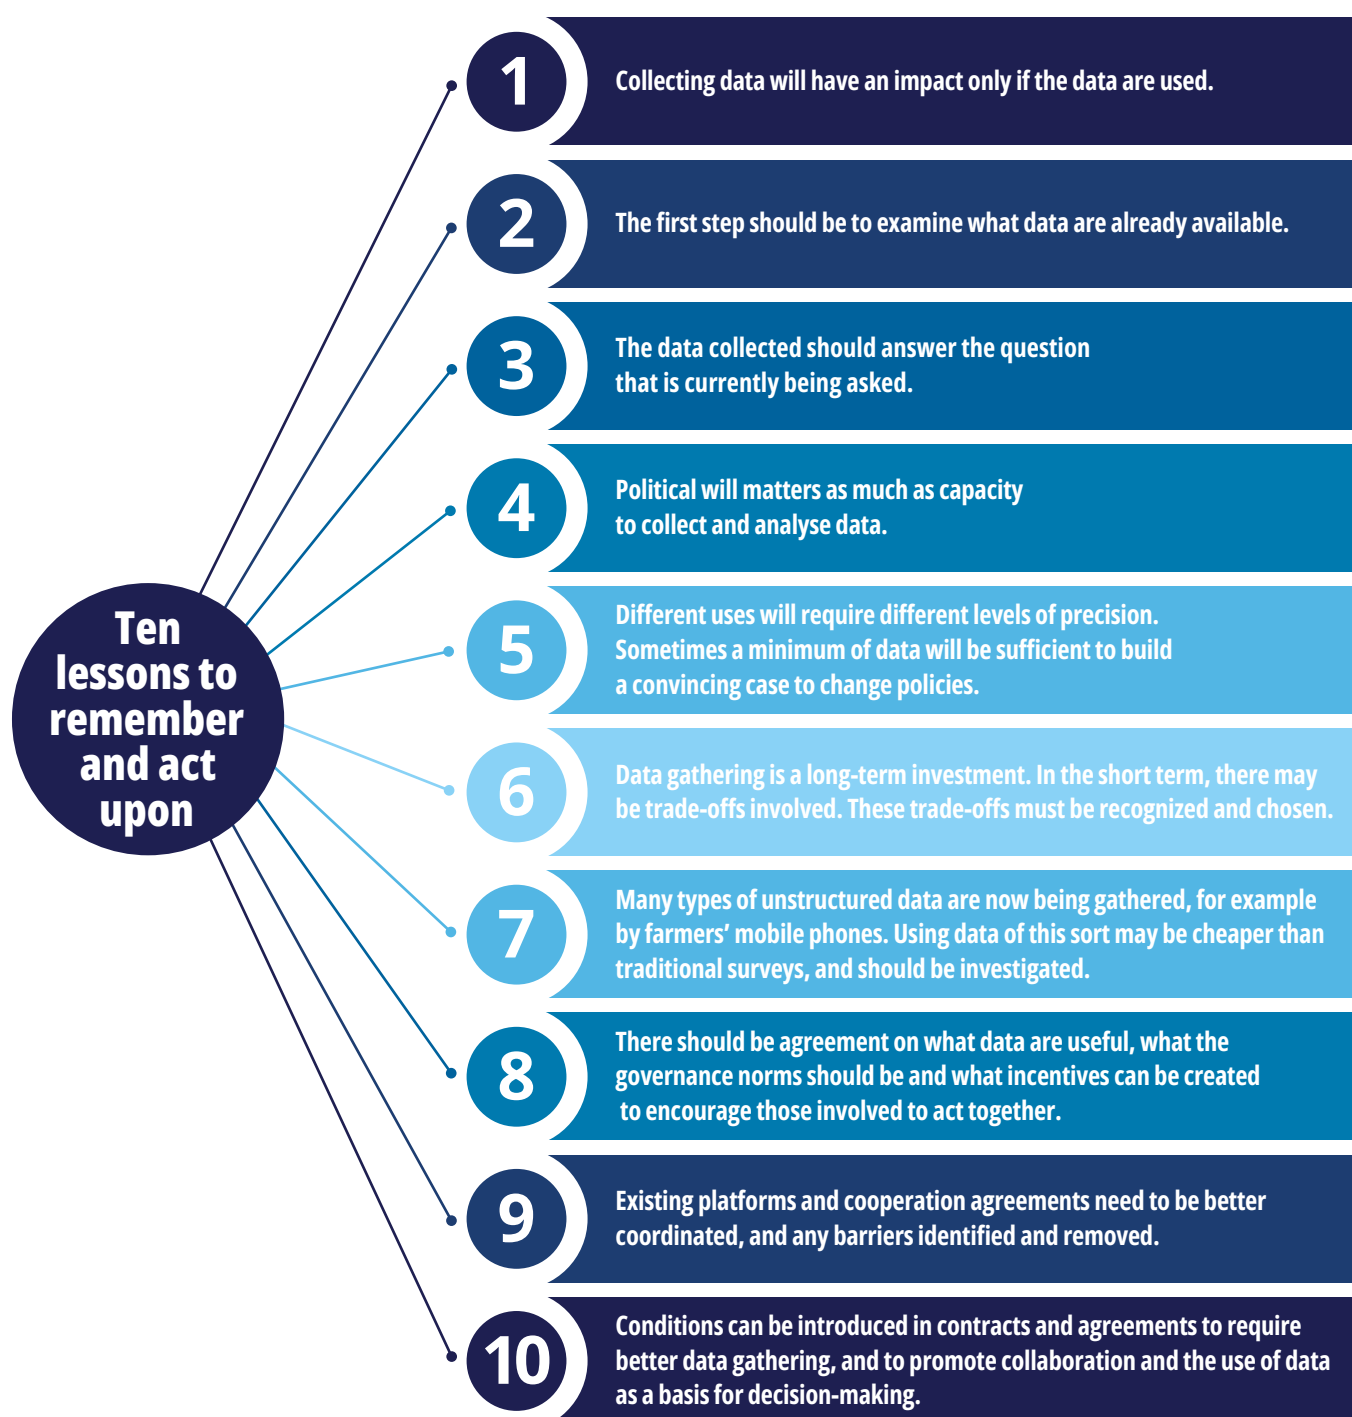 Ten
lessons to
remember
and act
upon
1
Collecting data will have an impact only if the data are used.
2
The first step should be to examine what data are already available.
3
The data collected should answer the question
that is currently being asked.
4
Political will matters as much as capacity
to collect and analyse data.
5
Different uses will require different levels of precision.
Sometimes a minimum of data will be sufficient to build
a convincing case to change policies.
6
Data gathering is a long-term investment. In the short term, there may
be trade-offs involved. These trade-offs must be recognized and chosen.
7
Many types of unstructured data are now being gathered, for example
by farmers’ mobile phones. Using data of this sort may be cheaper than
traditional surveys, and should be investigated.
8
There should be agreement on what data are useful, what the
governance norms should be and what incentives can be created
to encourage those involved to act together.
9
Existing platforms and cooperation agreements need to be better
coordinated, and any barriers identified and removed.
10
Conditions can be introduced in contracts and agreements to require
better data gathering, and to promote collaboration and the use of data
as a basis for decision-making.